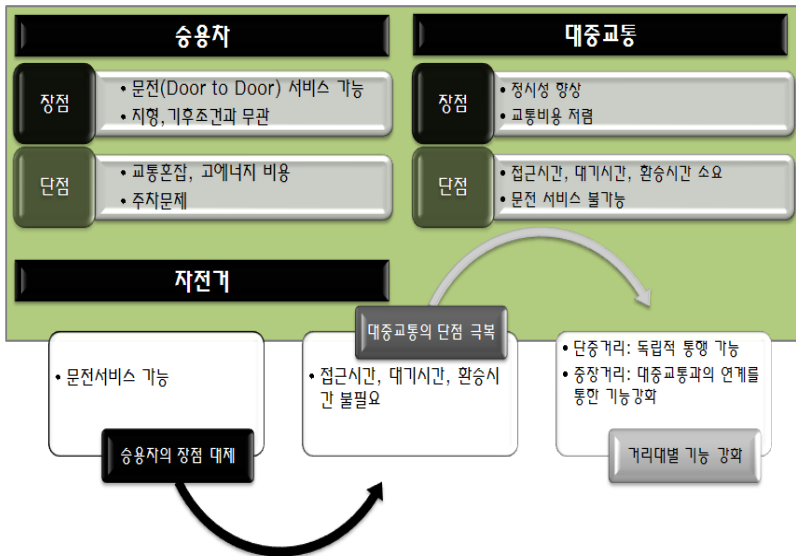 승용차
장점
• 문전(Door to Door) 서비스 가능
• 지형,기후조건과 무관
단점
• 교통혼잡, 고에너지 비용
• 주차문제
대중교통
장점
• 정시성 향상
• 교통비용 저렴
단점
• 접근시간, 대기시간, 환승시간 소요
• 문전 서비스 불가능
자전거
• 문전서비스 가능
승용차의 장점 대체
대중교통의 단점 극복
• 접근시간, 대기시간, 환승시
간 불필요
• 단중거리: 독립적 통행 가능
• 중장거리: 대중교통과의 연계를
통한 기능강화
거리대별 기능 강화